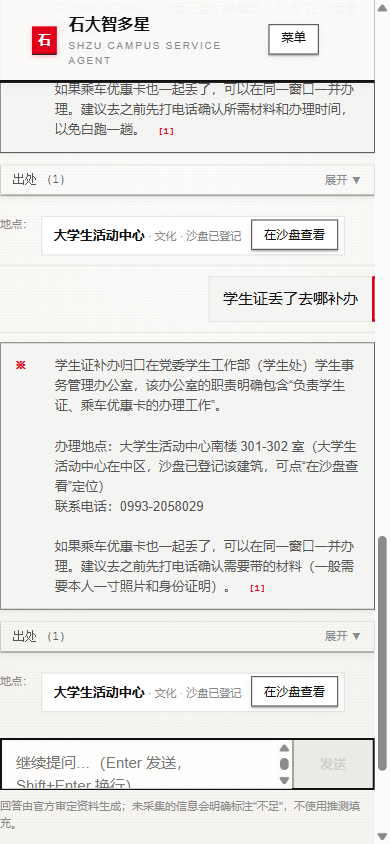 石
石大智多星
SHZU CAMPUS SERVICE
AGENT
菜单
如果乘车优惠卡也一起丢了，可以在同一窗口一并办
理。建议去之前先打电话确认所需材料和办理时间，
以免白跑一趟。 [1]
出处 (1)
展开 ▼
地点:
大学生活动中心 · 文化 · 沙盘已登记
在沙盘查看
学生证丢了去哪补办
※
学生证补办归口在党委学生工作部（学生处）学生事
务管理办公室，该办公室的职责明确包含“负责学生
证、乘车优惠卡的办理工作”。
办理地点：大学生活动中心南楼 301-302 室（大学生
活动中心在中区，沙盘已登记该建筑，可点“在沙盘查
看”定位）
联系电话：0993-2058029
如果乘车优惠卡也一起丢了，可以在同一窗口一并办
理。建议去之前先打电话确认需要带的材料（一般需
要本人一寸照片和身份证明）。 [1]
出处 (1)
展开 ▼
地点:
大学生活动中心 · 文化 · 沙盘已登记
在沙盘查看
继续提问...（Enter 发送，
Shift+Enter 换行）
发送
回答由官方审定资料生成；未采集的信息会明确标注"不足"，不使用推测填
充。